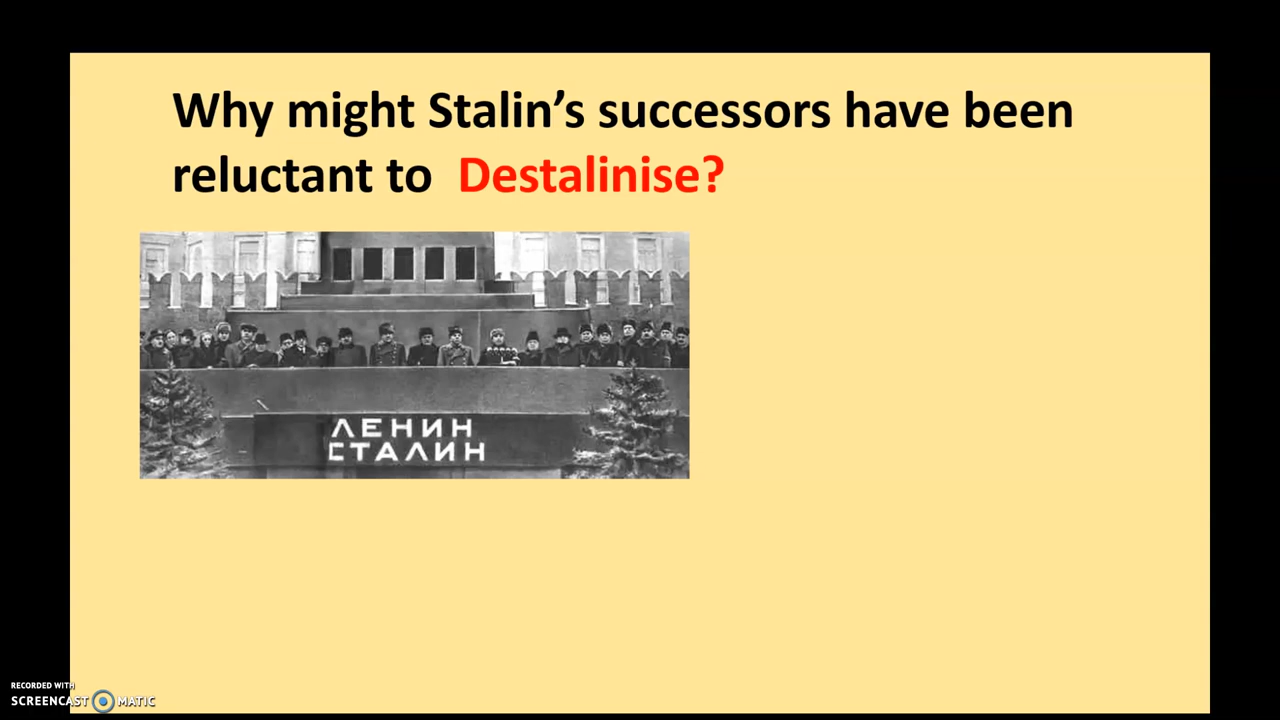 Why might Stalin’s successors have been
reluctant to Destalinise?
ЛЕНИН
СТАЛИН
RECORDED WITH
SCREENCAST MATIC